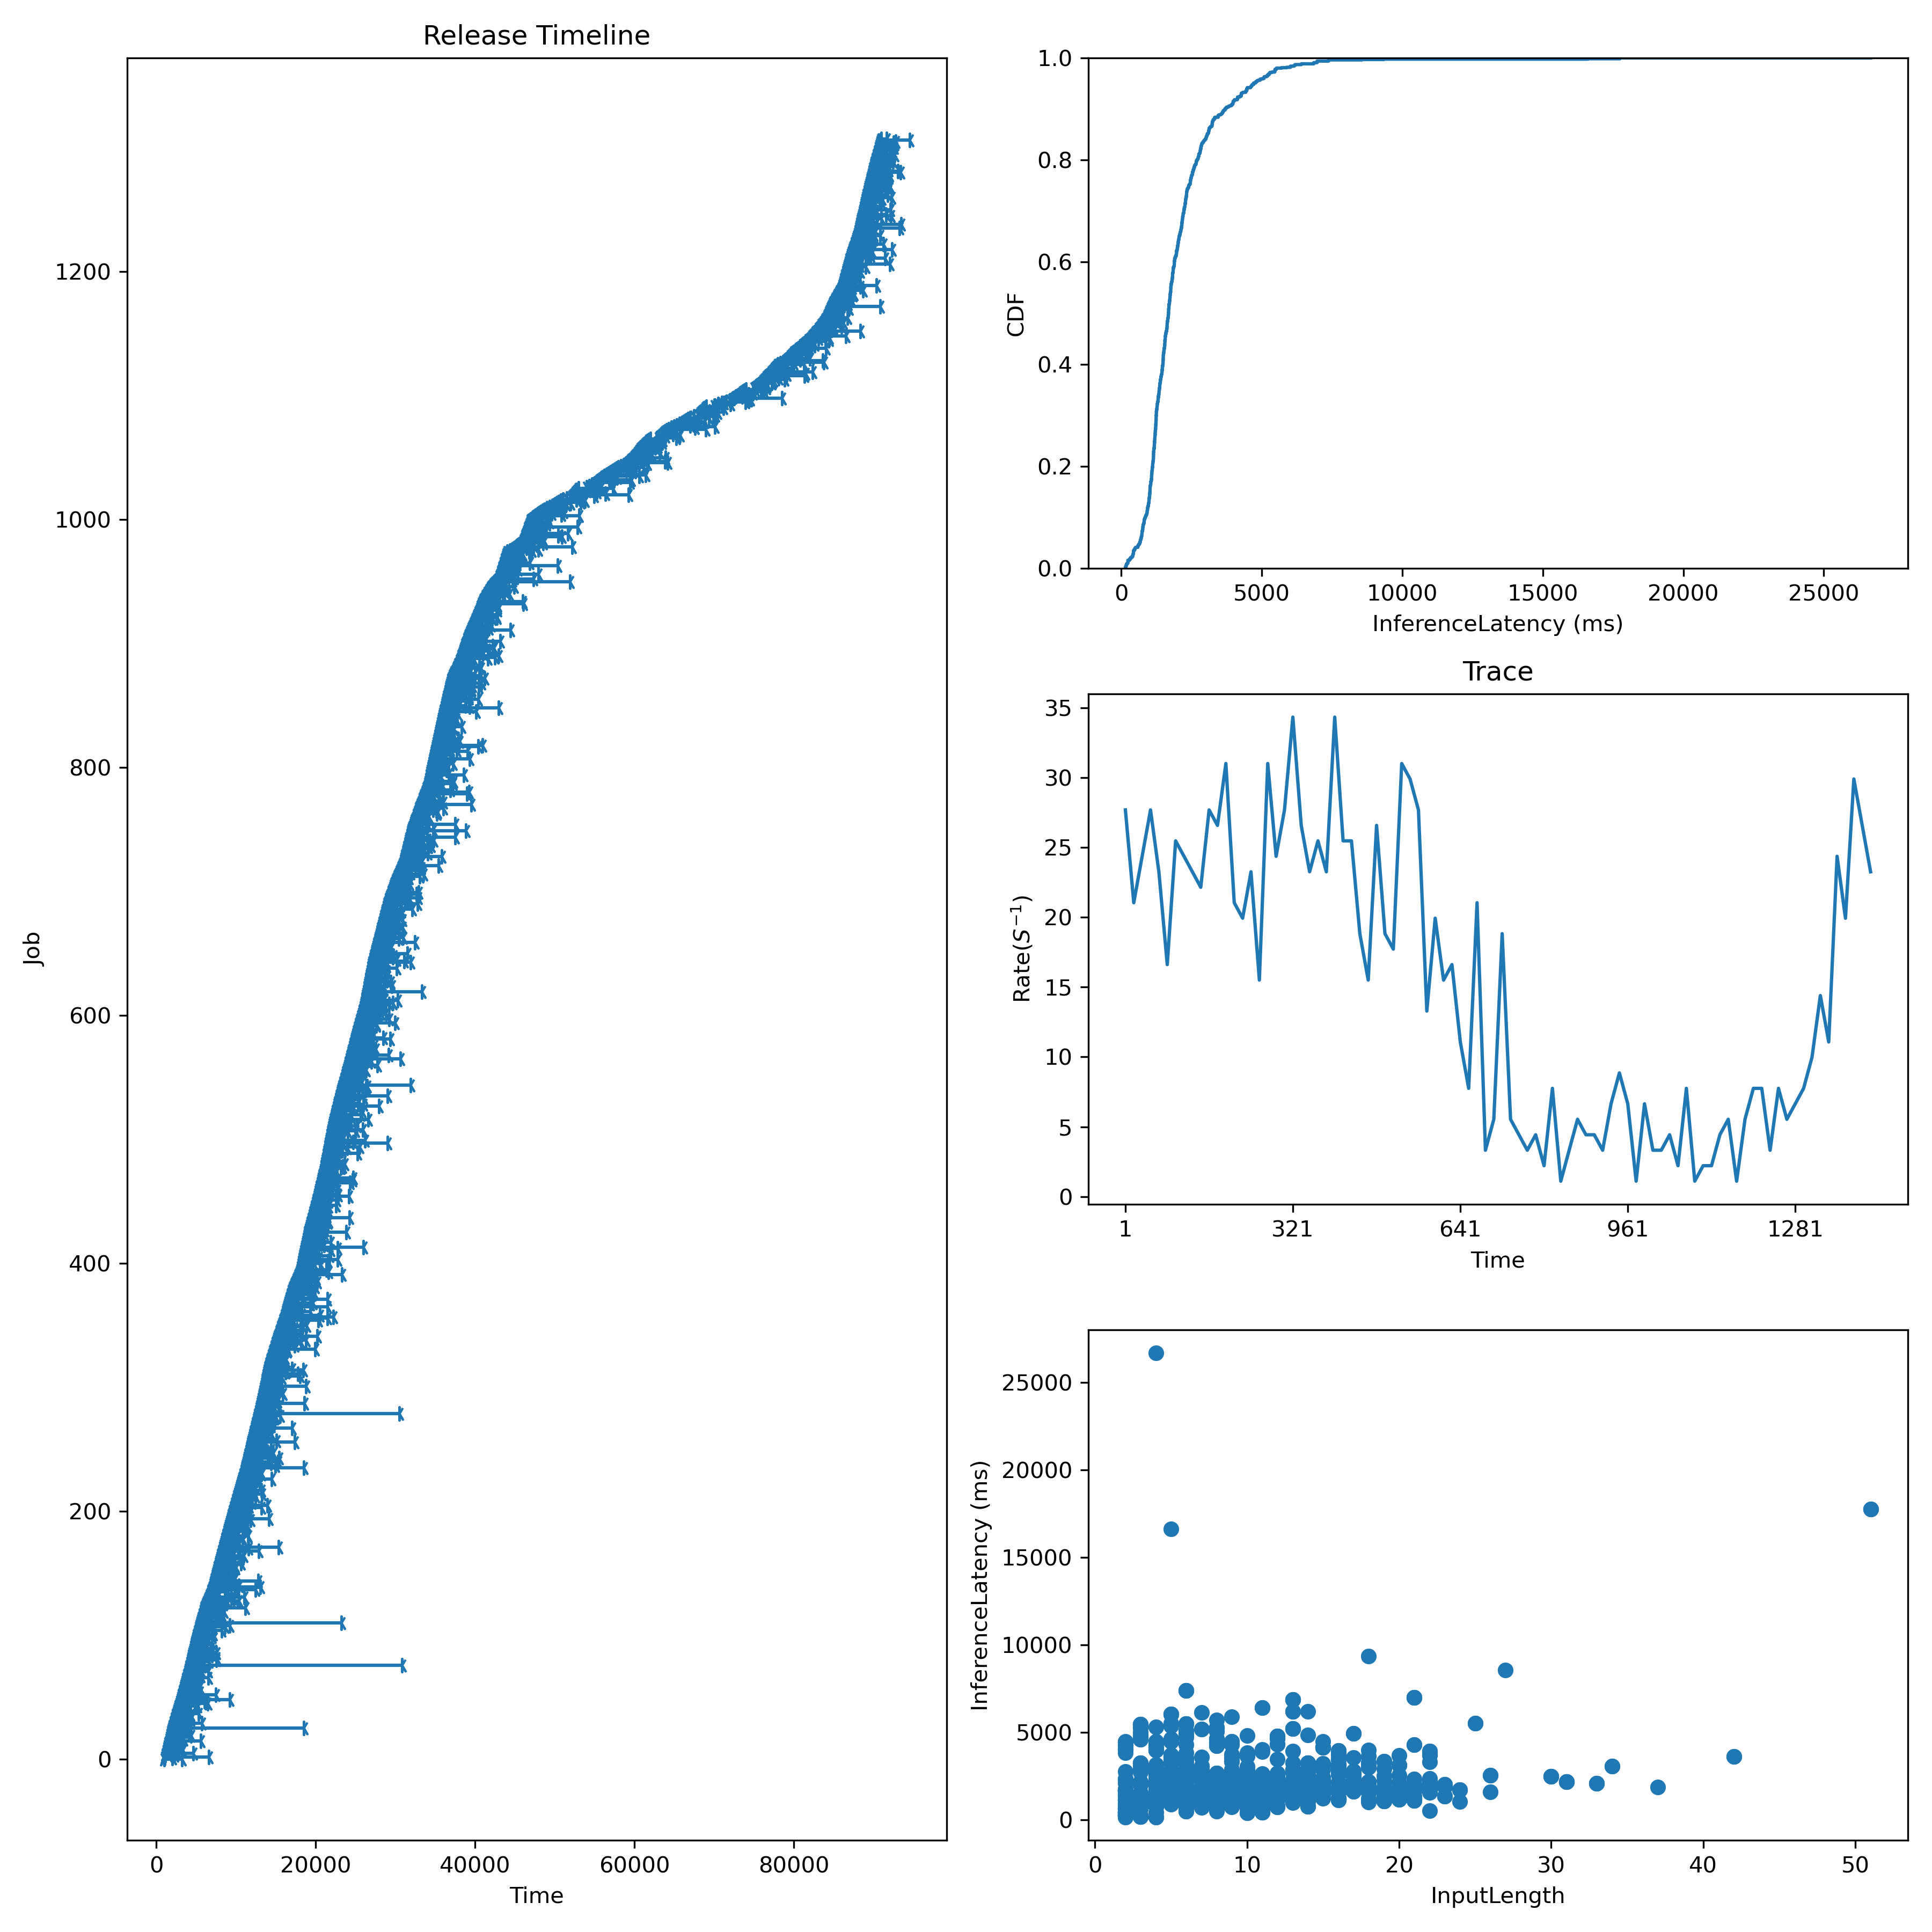 Release Timeline
Job
1200
1000
800
600
400
200
0
0 20000 40000 60000 80000
Time
CDF
1.0
0.8
0.6
0.4
0.2
0.0
0 5000 10000 15000 20000 25000
InferenceLatency (ms)
Trace
Rate(S⁻¹)
35
30
25
20
15
10
5
0
1 321 641 961 1281
Time
InferenceLatency (ms)
25000
20000
15000
10000
5000
0
0 10 20 30 40 50
InputLength